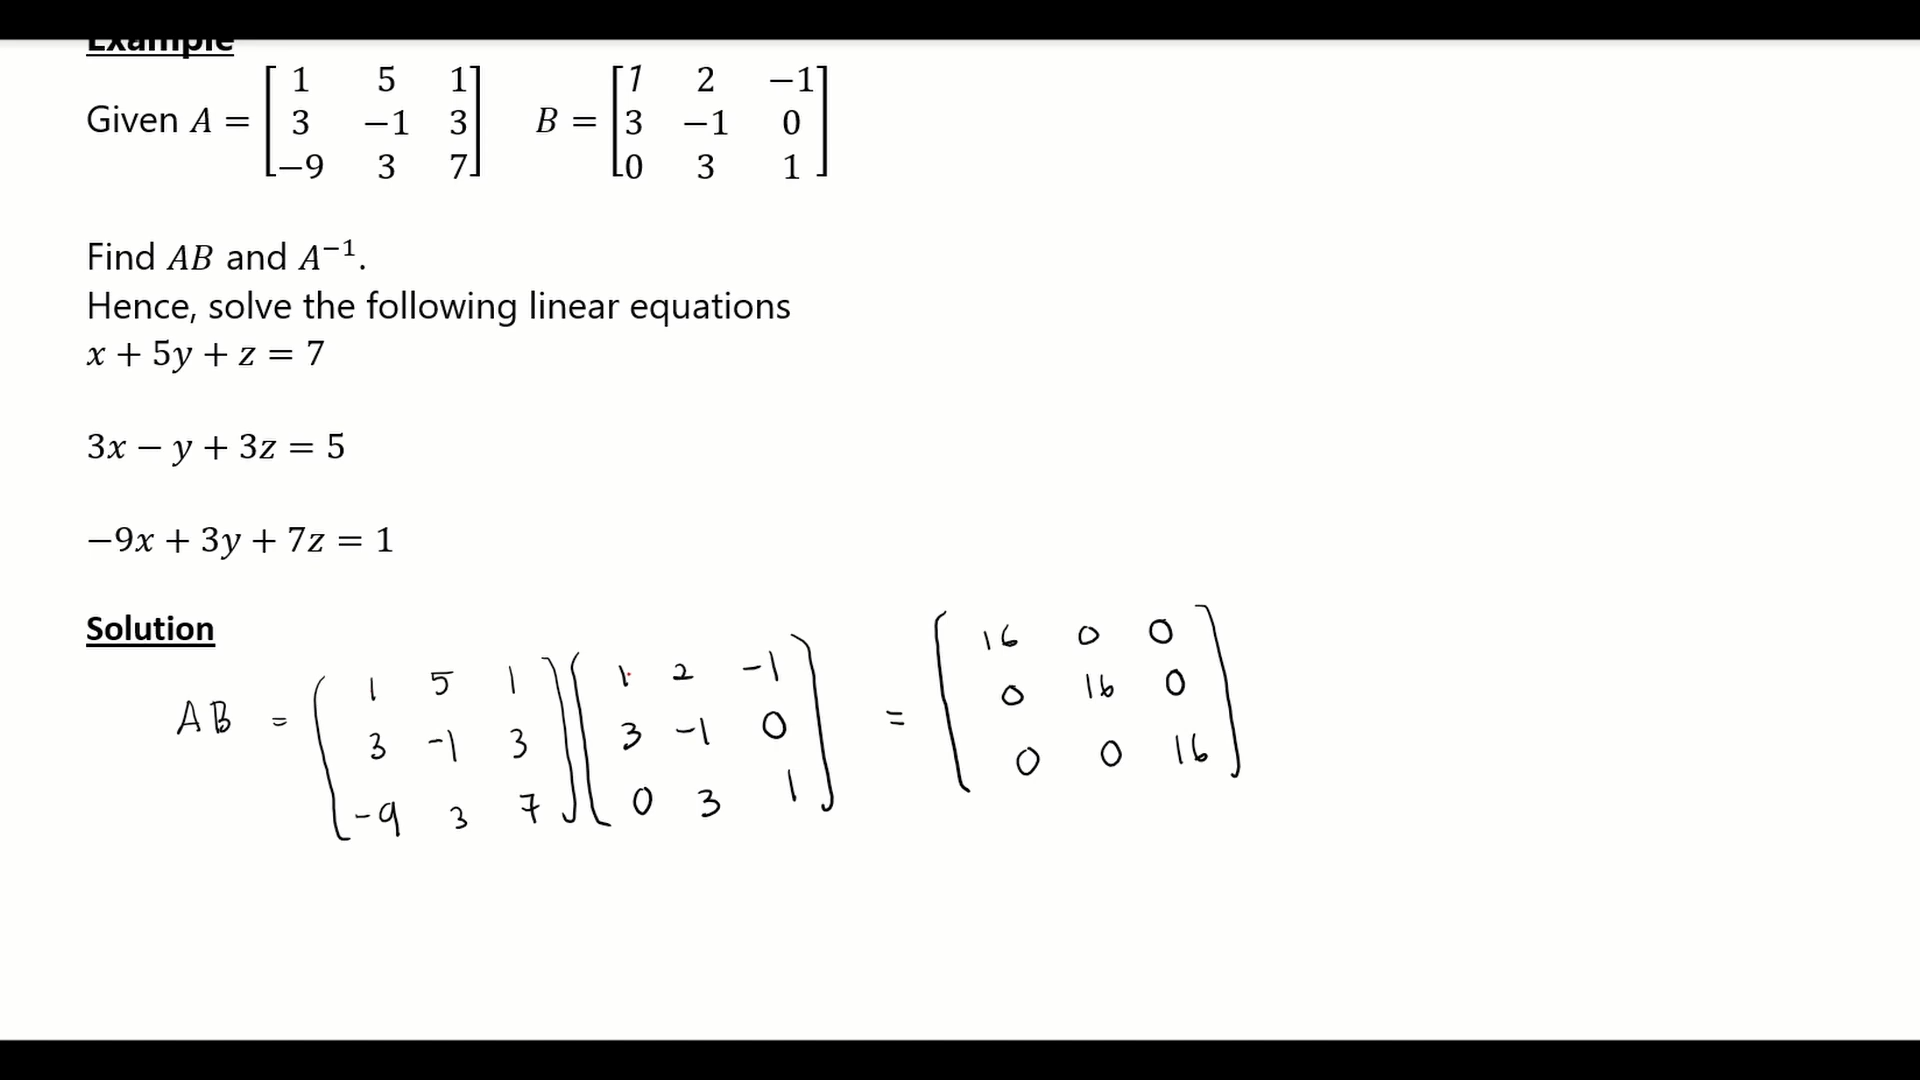 Example
Given A = [1 5 1; 3 −1 3; −9 3 7] B = [1 2 −1; 3 −1 0; 0 3 1]
Find AB and A⁻¹.
Hence, solve the following linear equations
x + 5y + z = 7
3x − y + 3z = 5
−9x + 3y + 7z = 1
Solution
AB = (1 5 1; 3 -1 3; -9 3 7)(1 2 -1; 3 -1 0; 0 3 1) = (16 0 0; 0 16 0; 0 0 16)